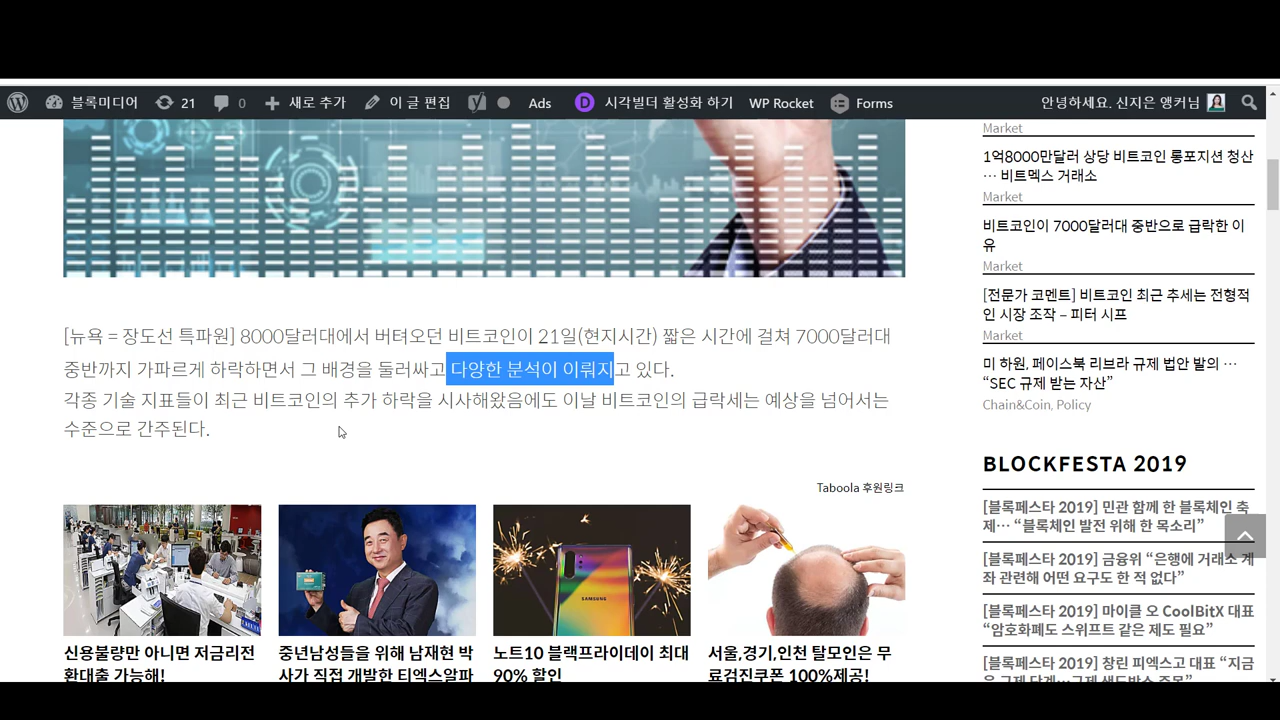 블록미디어 21 0 새로 추가 이 글 편집 Ads 시각빌더 활성화 하기 WP Rocket Forms 안녕하세요. 신지은 앵커님
[뉴욕 = 장도선 특파원] 8000달러대에서 버텨오던 비트코인이 21일(현지시간) 짧은 시간에 걸쳐 7000달러대
중반까지 가파르게 하락하면서 그 배경을 둘러싸고 다양한 분석이 이뤄지고 있다.
각종 기술 지표들이 최근 비트코인의 추가 하락을 시사해왔음에도 이날 비트코인의 급락세는 예상을 넘어서는
수준으로 간주된다.
Taboola 후원링크
신용불량만 아니면 저금리전
환대출 가능해!
중년남성들을 위해 남재현 박
사가 직접 개발한 티엑스알파
SAMSUNG
노트10 블랙프라이데이 최대
90% 할인
서울,경기,인천 탈모인은 무
료검진쿠폰 100%제공!
Market
1억8000만달러 상당 비트코인 롱포지션 청산
… 비트멕스 거래소
Market
비트코인이 7000달러대 중반으로 급락한 이
유
Market
[전문가 코멘트] 비트코인 최근 추세는 전형적
인 시장 조작 – 피터 시프
Market
미 하원, 페이스북 리브라 규제 법안 발의 …
“SEC 규제 받는 자산”
Chain&Coin, Policy
BLOCKFESTA 2019
[블록페스타 2019] 민관 함께 한 블록체인 축
제… “블록체인 발전 위해 한 목소리”
[블록페스타 2019] 금융위 “은행에 거래소 계
좌 관련해 어떤 요구도 한 적 없다”
[블록페스타 2019] 마이클 오 CoolBitX 대표
“암호화폐도 스위프트 같은 제도 필요”
[블록페스타 2019] 창린 피엑스고 대표 “지금
은 규제 단계…규제 샌드박스 주목”